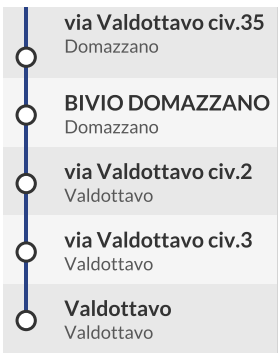 via Valdottavo civ.35
Domazzano
BIVIO DOMAZZANO
Domazzano
via Valdottavo civ.2
Valdottavo
via Valdottavo civ.3
Valdottavo
Valdottavo
Valdottavo